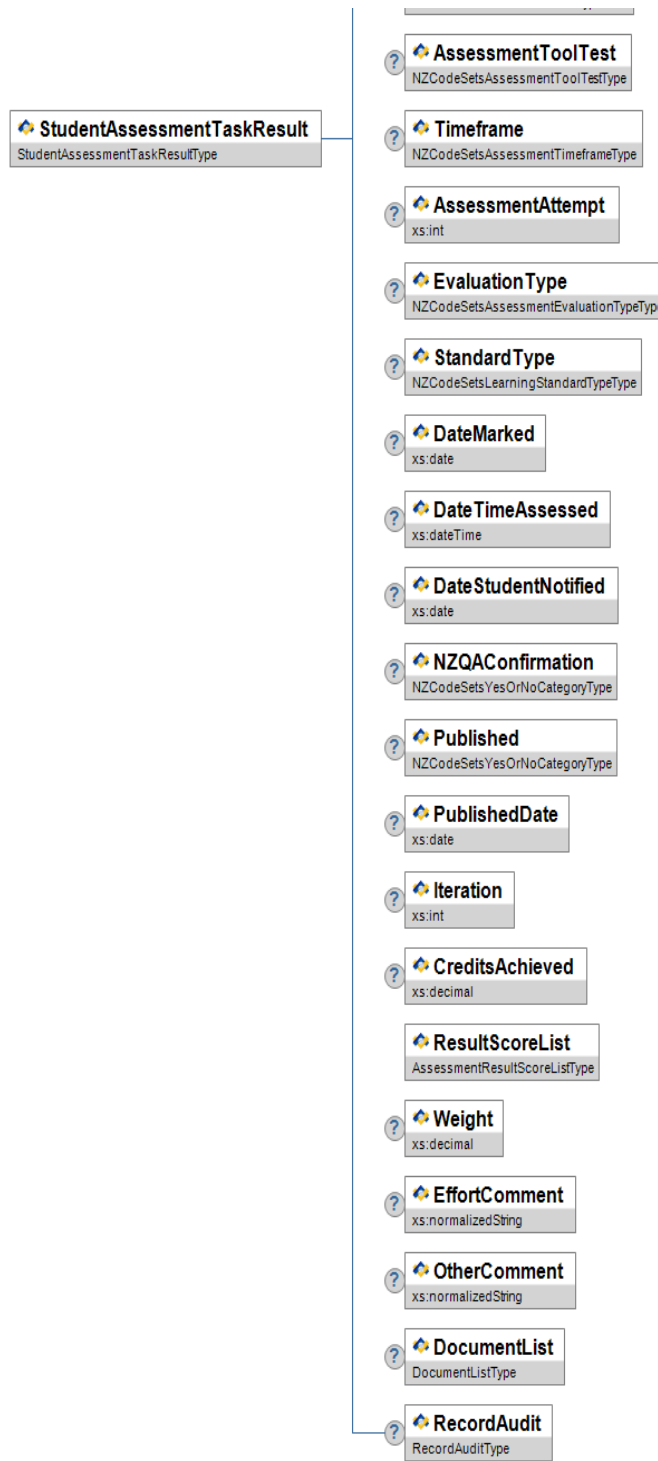 AssessmentToolTest
NZCodeSetsAssessmentToolTestType
StudentAssessmentTaskResult
StudentAssessmentTaskResultType
?
Timeframe
NZCodeSetsAssessmentTimeframeType
?
AssessmentAttempt
xs:int
?
EvaluationType
NZCodeSetsAssessmentEvaluationTypeType
?
StandardType
NZCodeSetsLearningStandardTypeType
?
DateMarked
xs:date
?
DateTimeAssessed
xs:dateTime
?
DateStudentNotified
xs:date
?
NZQAConfirmation
NZCodeSetsYesOrNoCategoryType
?
Published
NZCodeSetsYesOrNoCategoryType
?
PublishedDate
xs:date
?
Iteration
xs:int
?
CreditsAchieved
xs:decimal
?
ResultScoreList
AssessmentResultScoreListType
Weight
xs:decimal
?
EffortComment
xs:normalizedString
?
OtherComment
xs:normalizedString
?
DocumentList
DocumentListType
?
RecordAudit
RecordAuditType
?